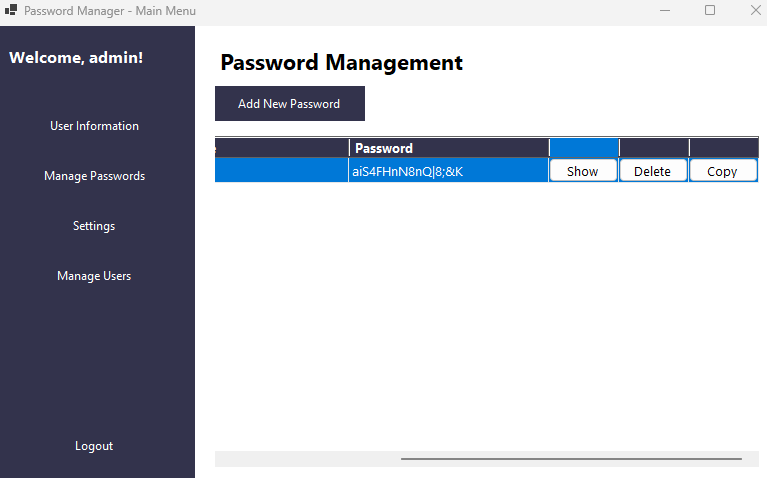 Password Manager - Main Menu
Welcome, admin!
User Information
Manage Passwords
Settings
Manage Users
Logout
Password Management
Add New Password
Password
aiS4FHnN8nQ|8;&K
Show
Delete
Copy